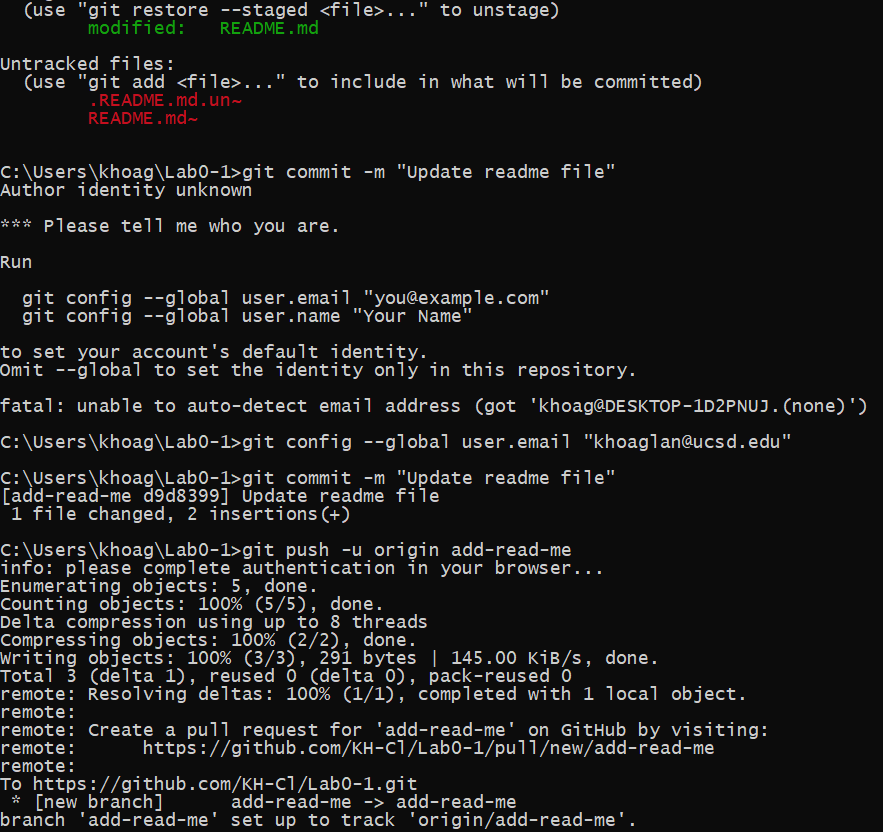 (use "git restore --staged <file>..." to unstage)
modified:   README.md
Untracked files:
(use "git add <file>..." to include in what will be committed)
.README.md.un~
README.md~
C:\Users\khoag\Lab0-1>git commit -m "Update readme file"
Author identity unknown
*** Please tell me who you are.
Run
git config --global user.email "you@example.com"
git config --global user.name "Your Name"
to set your account's default identity.
Omit --global to set the identity only in this repository.
fatal: unable to auto-detect email address (got 'khoag@DESKTOP-1D2PNUJ.(none)')
C:\Users\khoag\Lab0-1>git config --global user.email "khoaglan@ucsd.edu"
C:\Users\khoag\Lab0-1>git commit -m "Update readme file"
[add-read-me d9d8399] Update readme file
1 file changed, 2 insertions(+)
C:\Users\khoag\Lab0-1>git push -u origin add-read-me
info: please complete authentication in your browser...
Enumerating objects: 5, done.
Counting objects: 100% (5/5), done.
Delta compression using up to 8 threads
Compressing objects: 100% (2/2), done.
Writing objects: 100% (3/3), 291 bytes | 145.00 KiB/s, done.
Total 3 (delta 1), reused 0 (delta 0), pack-reused 0
remote: Resolving deltas: 100% (1/1), completed with 1 local object.
remote:
remote: Create a pull request for 'add-read-me' on GitHub by visiting:
remote:      https://github.com/KH-Cl/Lab0-1/pull/new/add-read-me
remote:
To https://github.com/KH-Cl/Lab0-1.git
* [new branch]      add-read-me -> add-read-me
branch 'add-read-me' set up to track 'origin/add-read-me'.